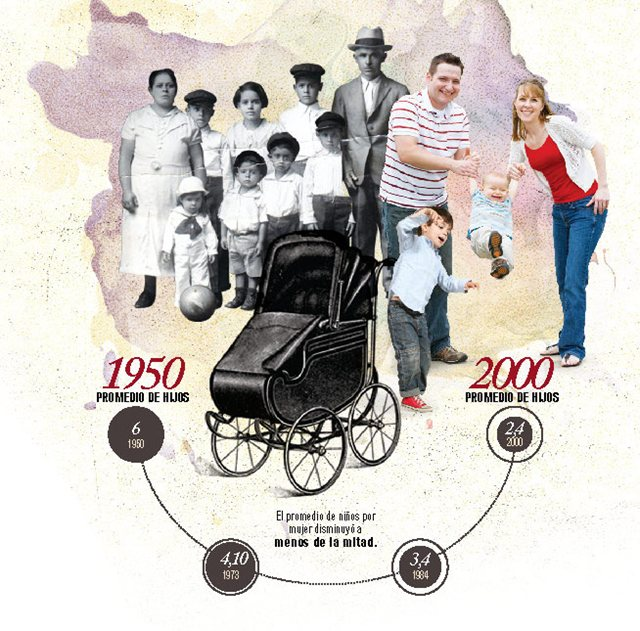 1950
PROMEDIO DE HIJOS
2000
PROMEDIO DE HIJOS
6
1950
2,4
2000
El promedio de niños por
mujer disminuyó a
menos de la mitad.
4,10
1973
3,4
1984